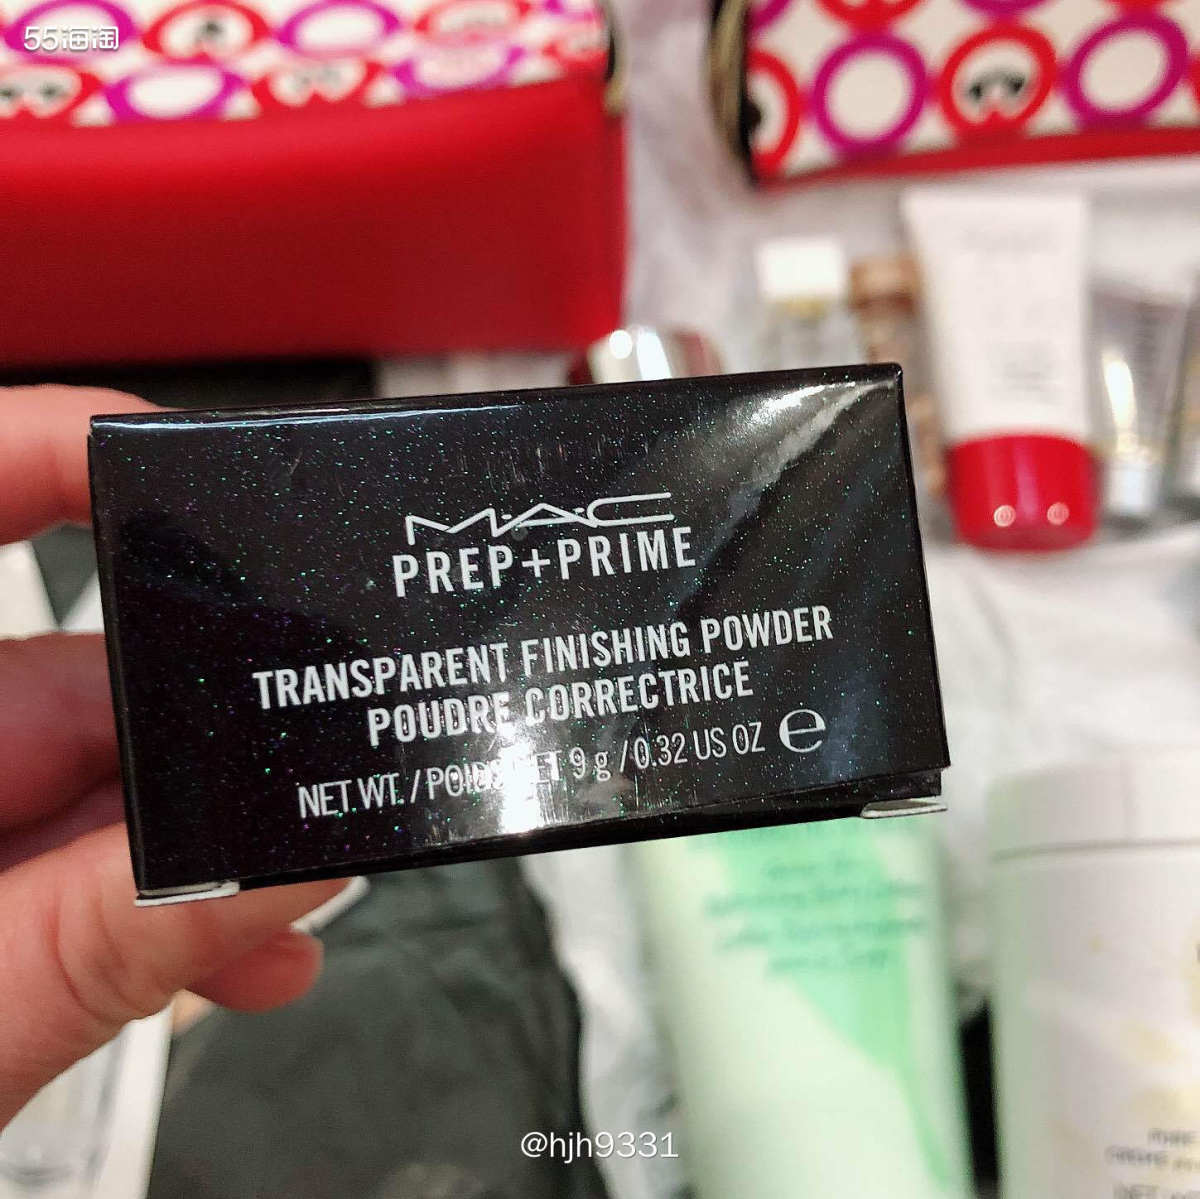 55海淘
MAC
PREP+PRIME
TRANSPARENT FINISHING POWDER
POUDRE CORRECTRICE
NET WT. / POIDS NET 9 g / 0.32 US OZ e
@hjh9331